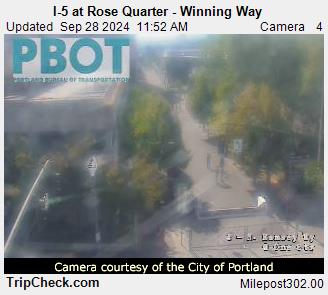 I-5 at Rose Quarter - Winning Way
Updated Sep 28 2024 11:52 AM Camera 4
PBOT
PORTLAND BUREAU OF TRANSPORTATION
Camera courtesy of the City of Portland
TripCheck.com Milepost302.00